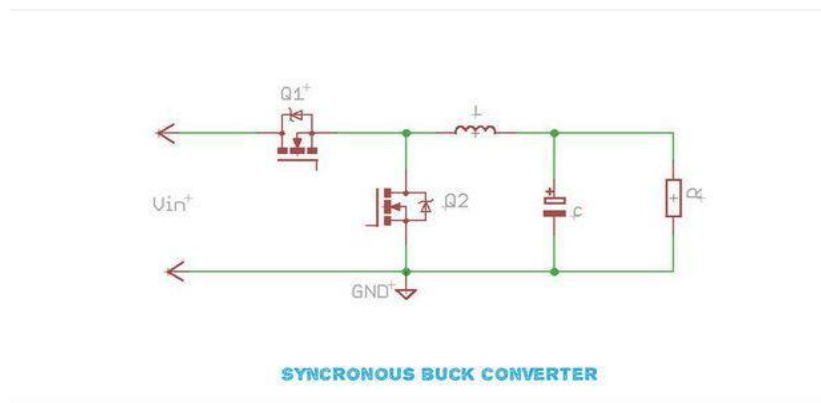 Q1
L
Vin
Q2
C
R
GND
SYNCRONOUS BUCK CONVERTER